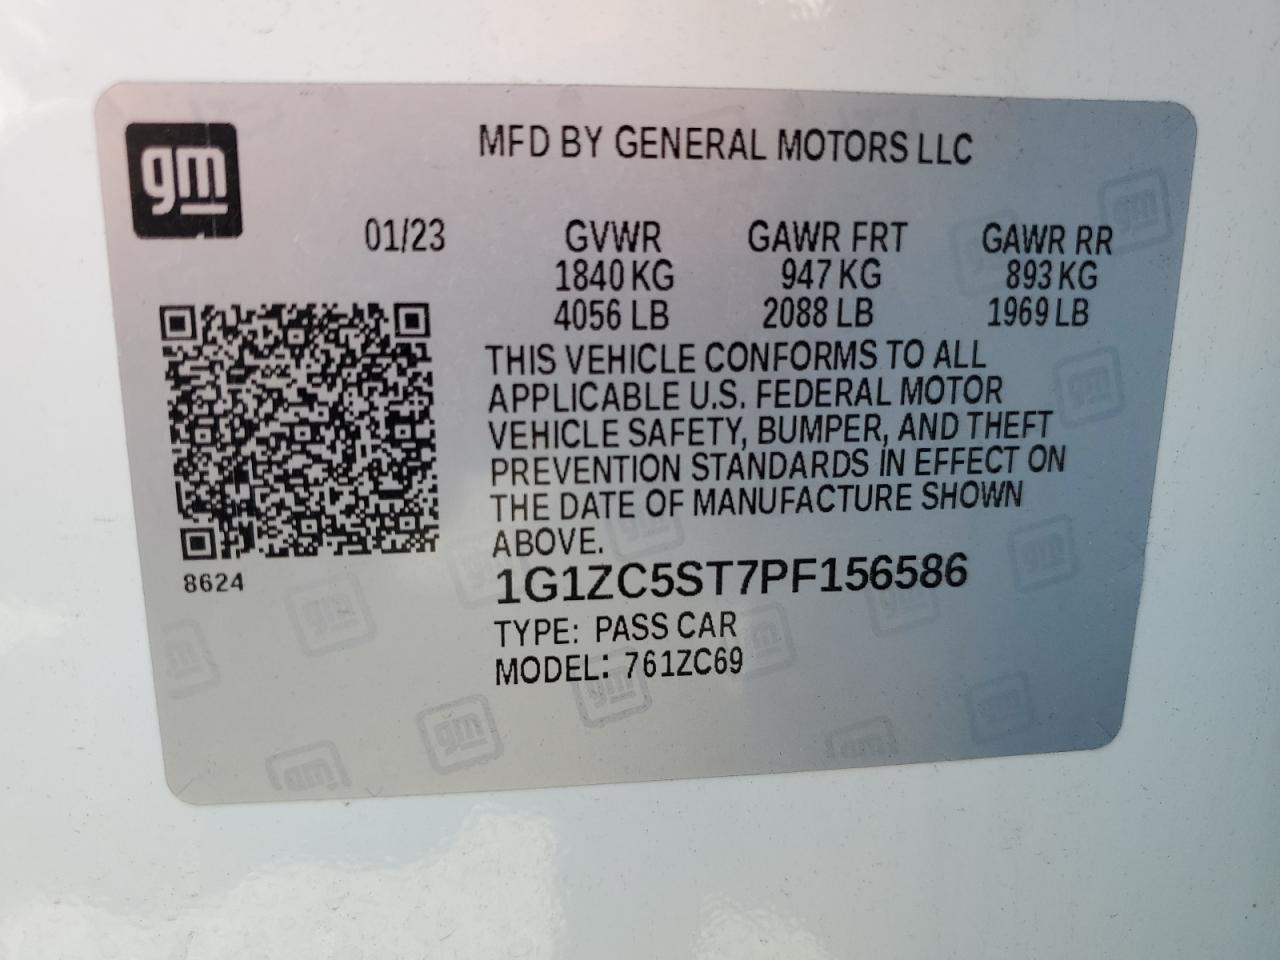 gm
MFD BY GENERAL MOTORS LLC
01/23 GVWR GAWR FRT GAWR RR
1840 KG 947 KG 893 KG
4056 LB 2088 LB 1969 LB
THIS VEHICLE CONFORMS TO ALL
APPLICABLE U.S. FEDERAL MOTOR
VEHICLE SAFETY, BUMPER, AND THEFT
PREVENTION STANDARDS IN EFFECT ON
THE DATE OF MANUFACTURE SHOWN
ABOVE.
8624
1G1ZC5ST7PF156586
TYPE: PASS CAR
MODEL: 761ZC69